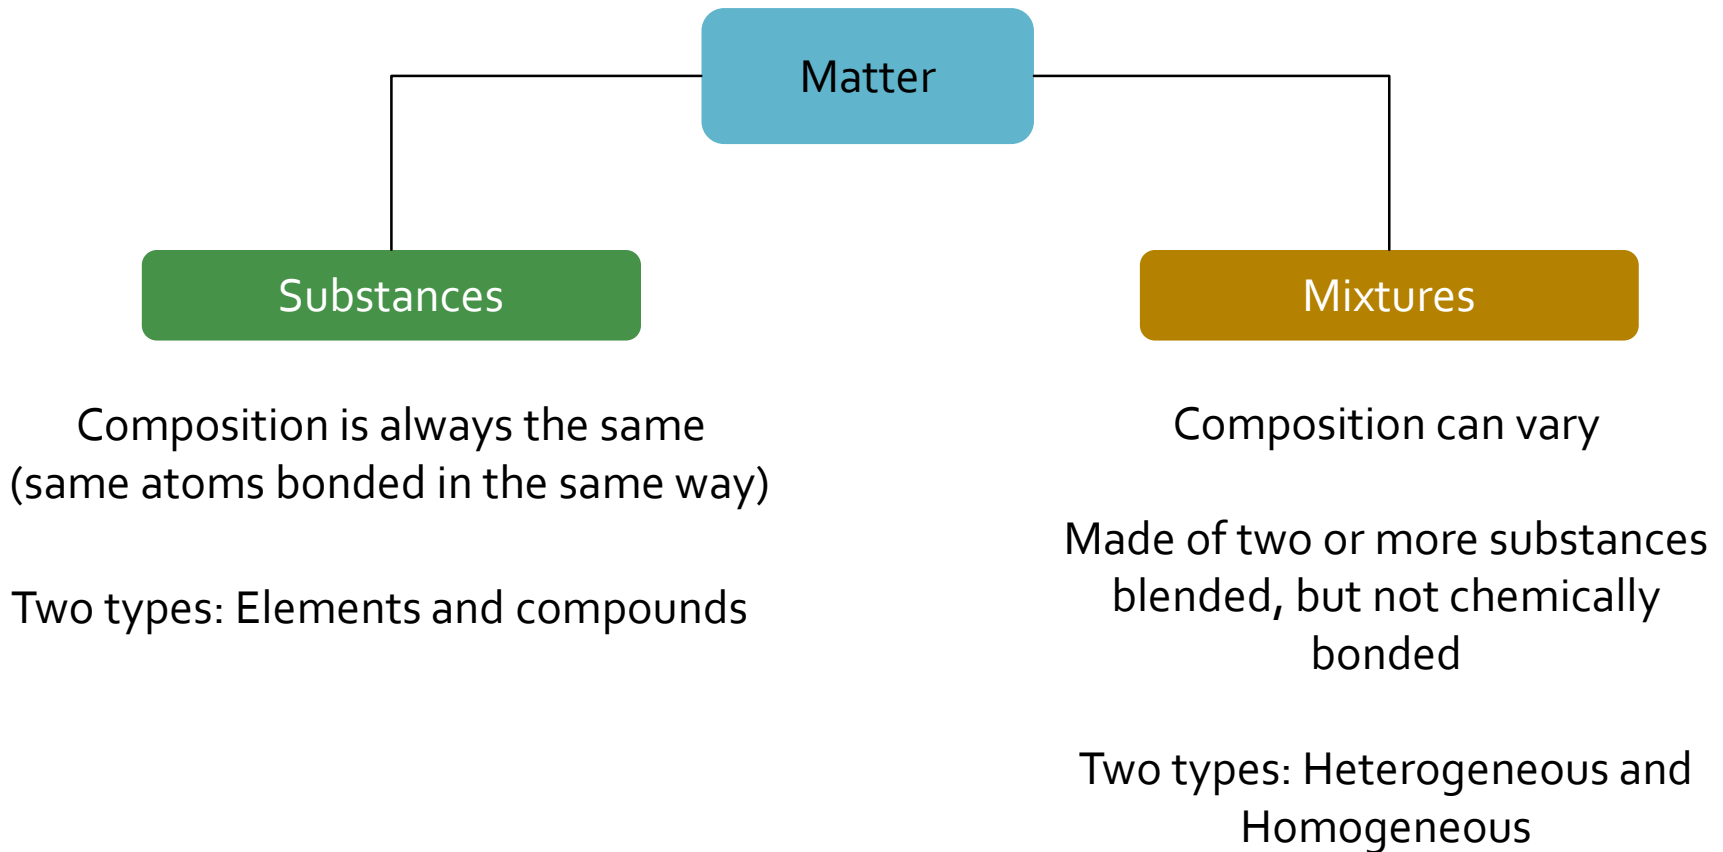 Matter
Substances
Mixtures
Composition is always the same
(same atoms bonded in the same way)
Two types: Elements and compounds
Composition can vary
Made of two or more substances
blended, but not chemically
bonded
Two types: Heterogeneous and
Homogeneous